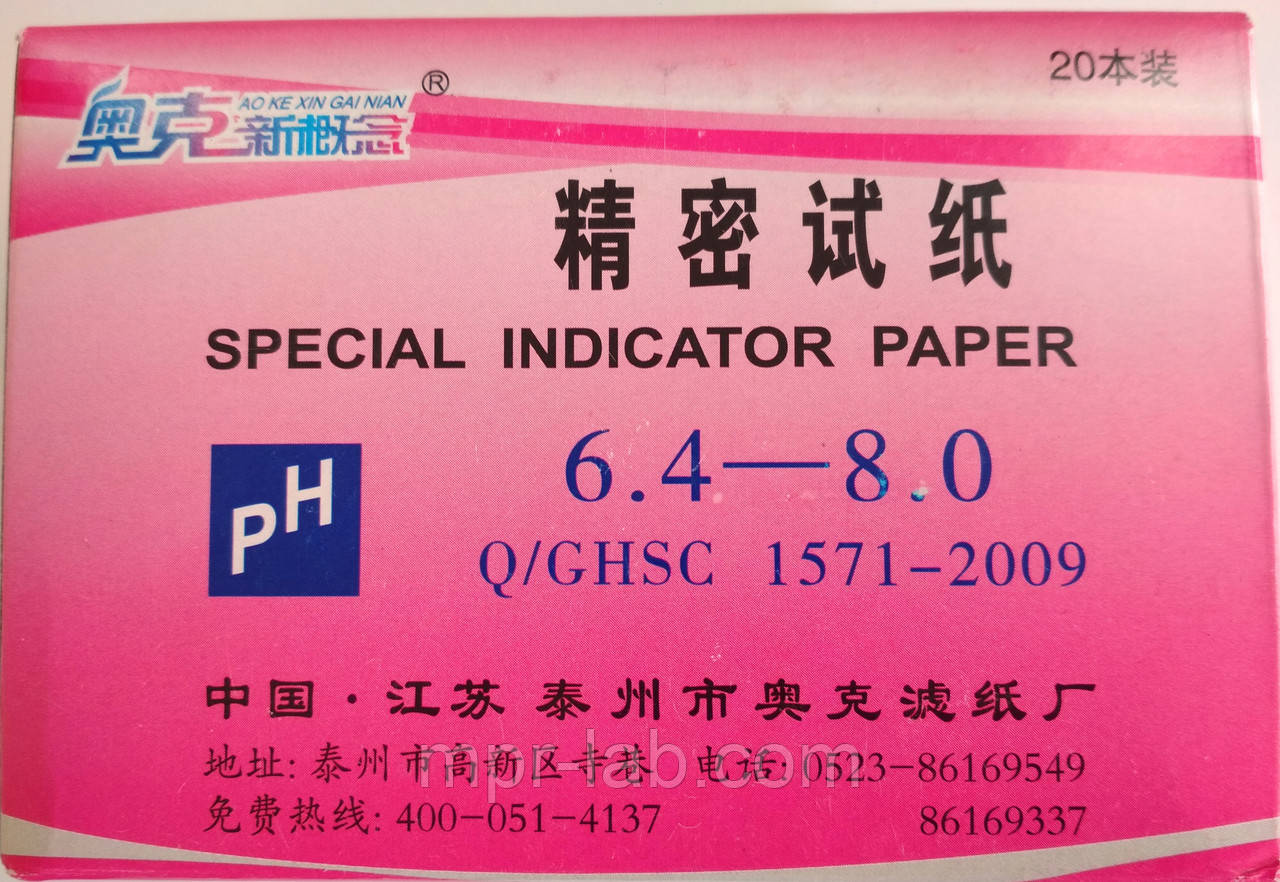 20本装
奥克新概念 AO KE XIN GAI NIAN ®
精密试纸
SPECIAL INDICATOR PAPER
PH 6.4—8.0
Q/GHSC 1571-2009
中国·江苏 泰州市奥克滤纸厂
地址: 泰州市高新区寺巷 电话: 0523-86169549
免费热线: 400-051-4137 86169337
mpr-lab.com